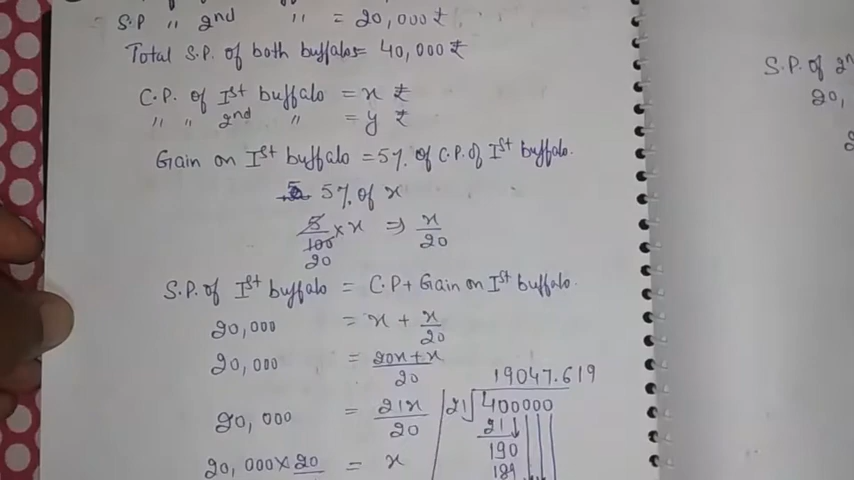 S.P " 2nd " = 20,000 ₹
Total S.P. of both buffalos = 40,000 ₹
C.P. of Ist buffalo = x ₹
" " 2nd " = y ₹
Gain on Ist buffalo = 5% of C.P. of Ist buffalo.
5% of x
5/100 × x ⇒ x/20
20
S.P. of Ist buffalo = C.P + Gain on Ist buffalo.
20,000 = x + x/20
20,000 = 20x + x/20
20,000 = 21x/20
20,000 × 20 = x
19047.619
21 400000
21
190
189
S.P. of 2n
20,